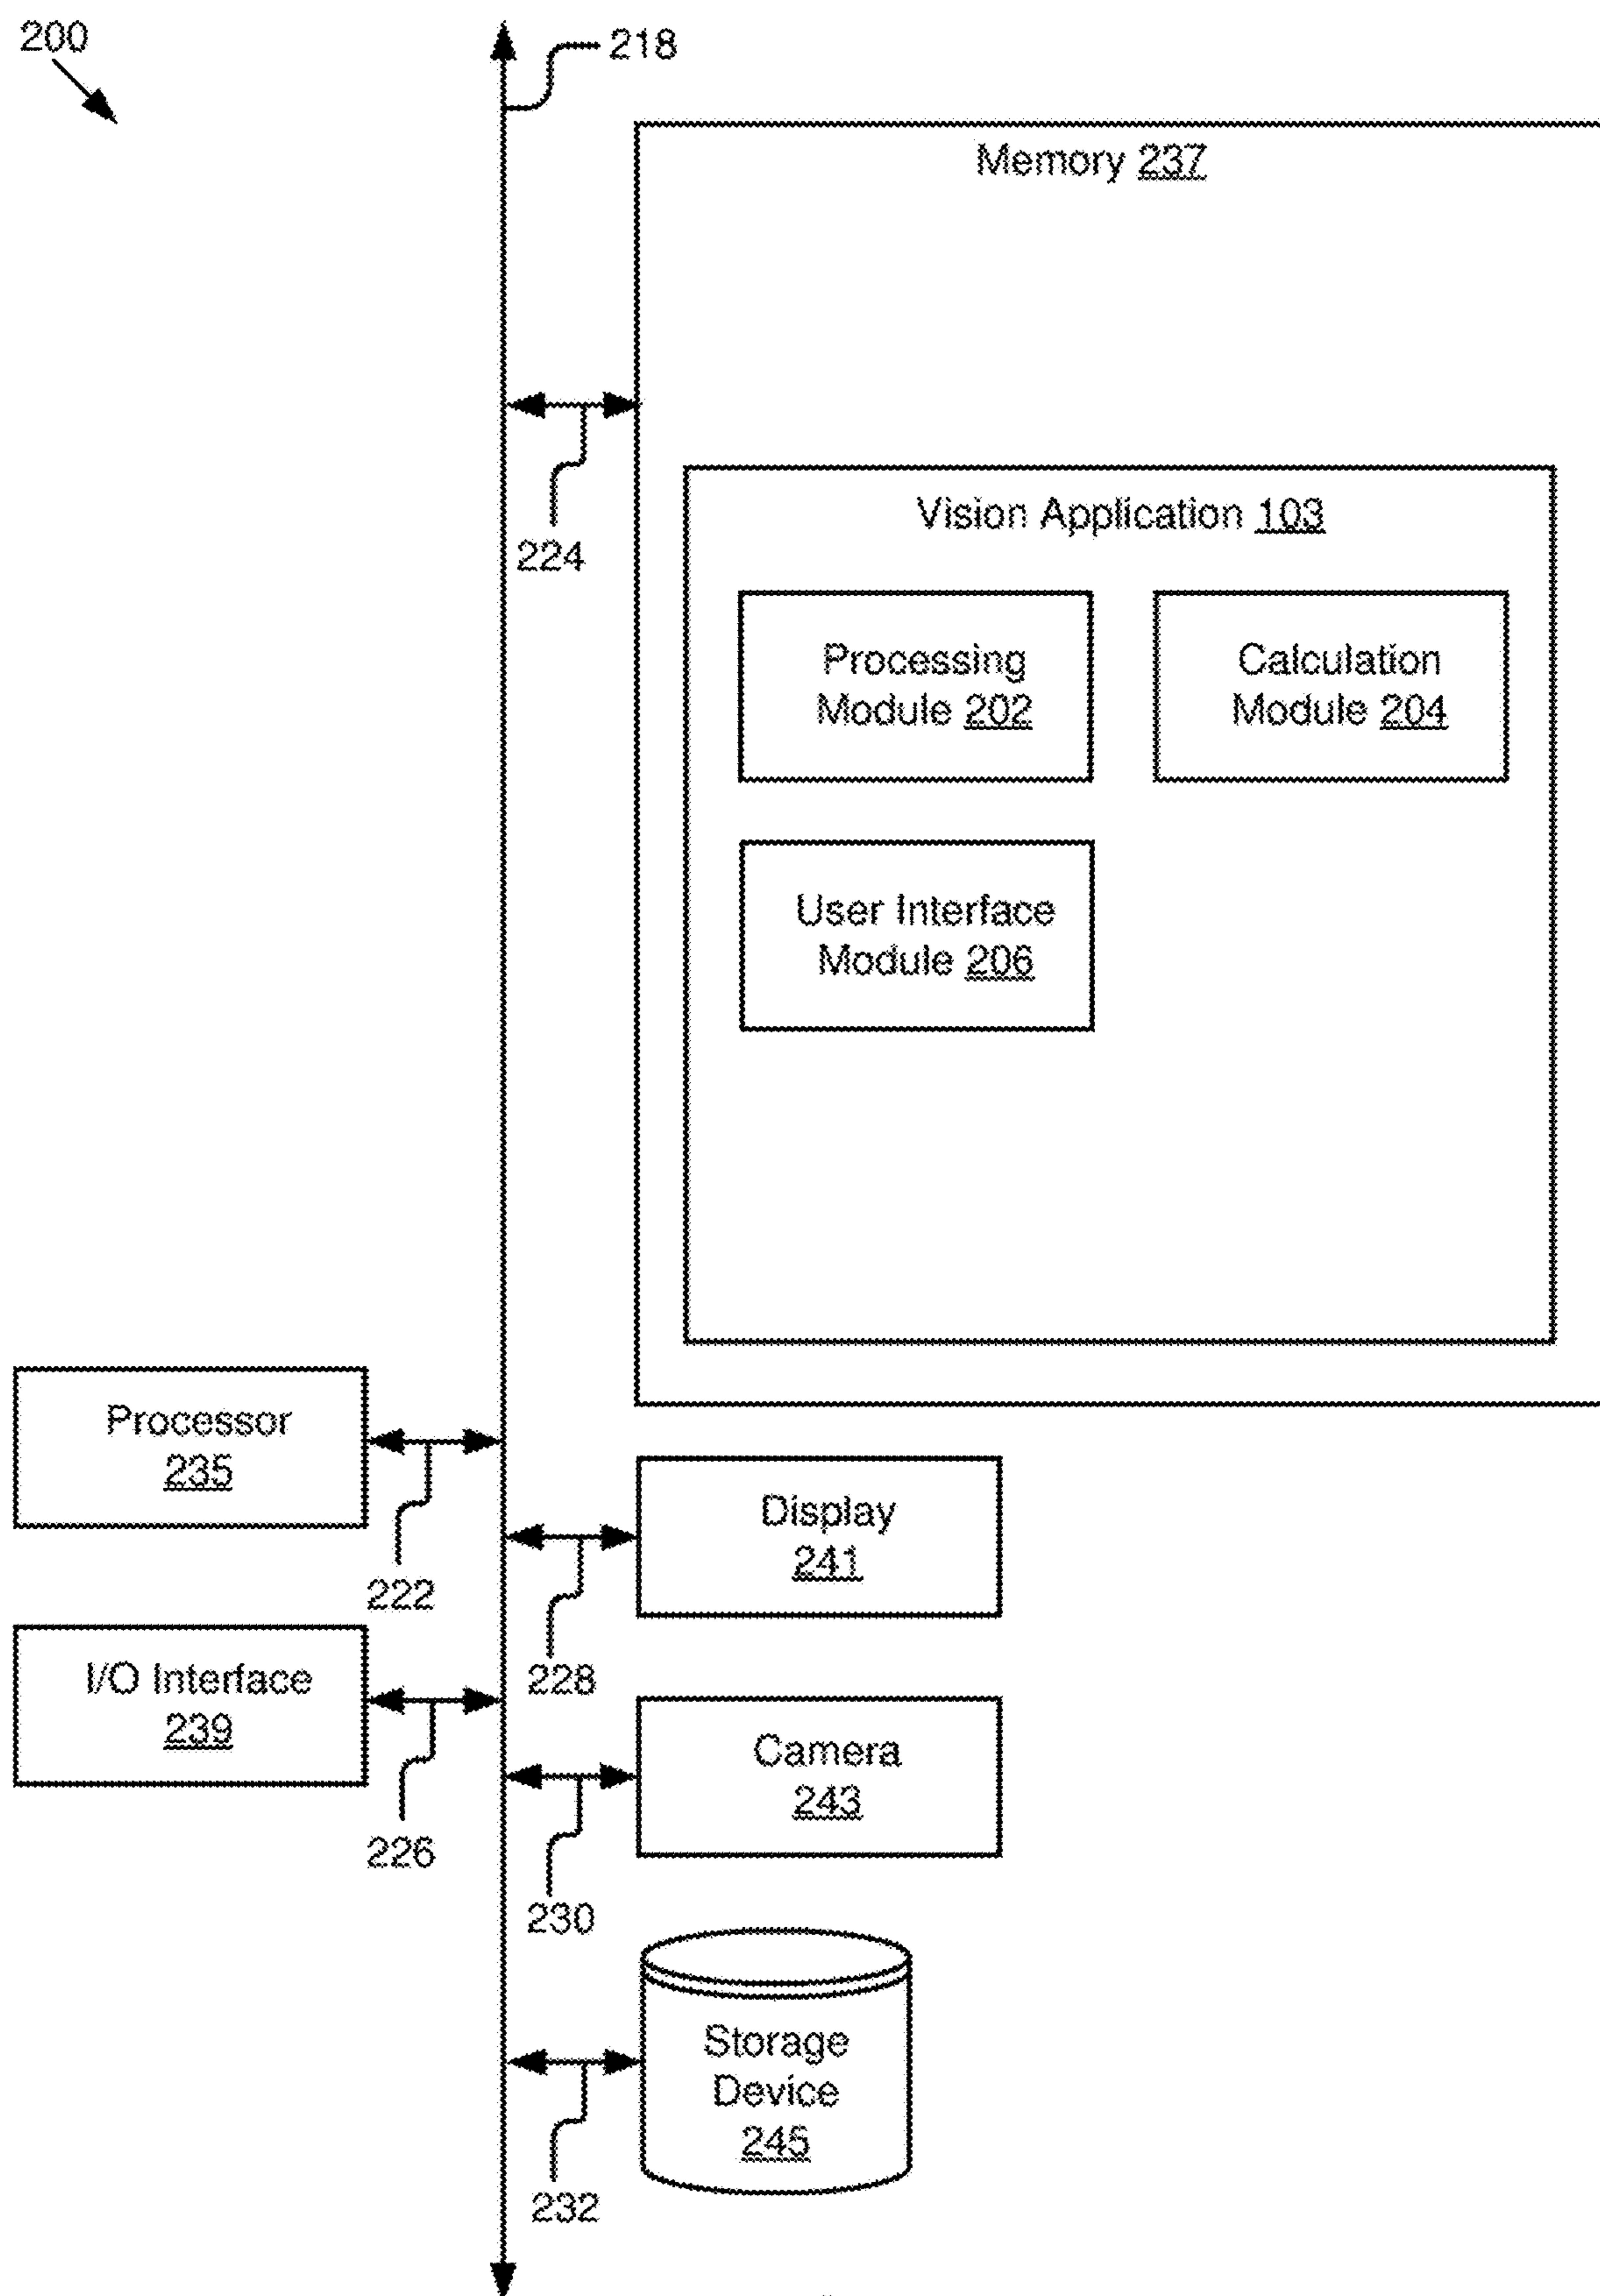 200
218
Memory 237
224
Vision Application 103
Processing
Module 202
Calculation
Module 204
User Interface
Module 206
Processor
235
222
Display
241
228
I/O Interface
239
226
Camera
243
230
Storage
Device
245
232